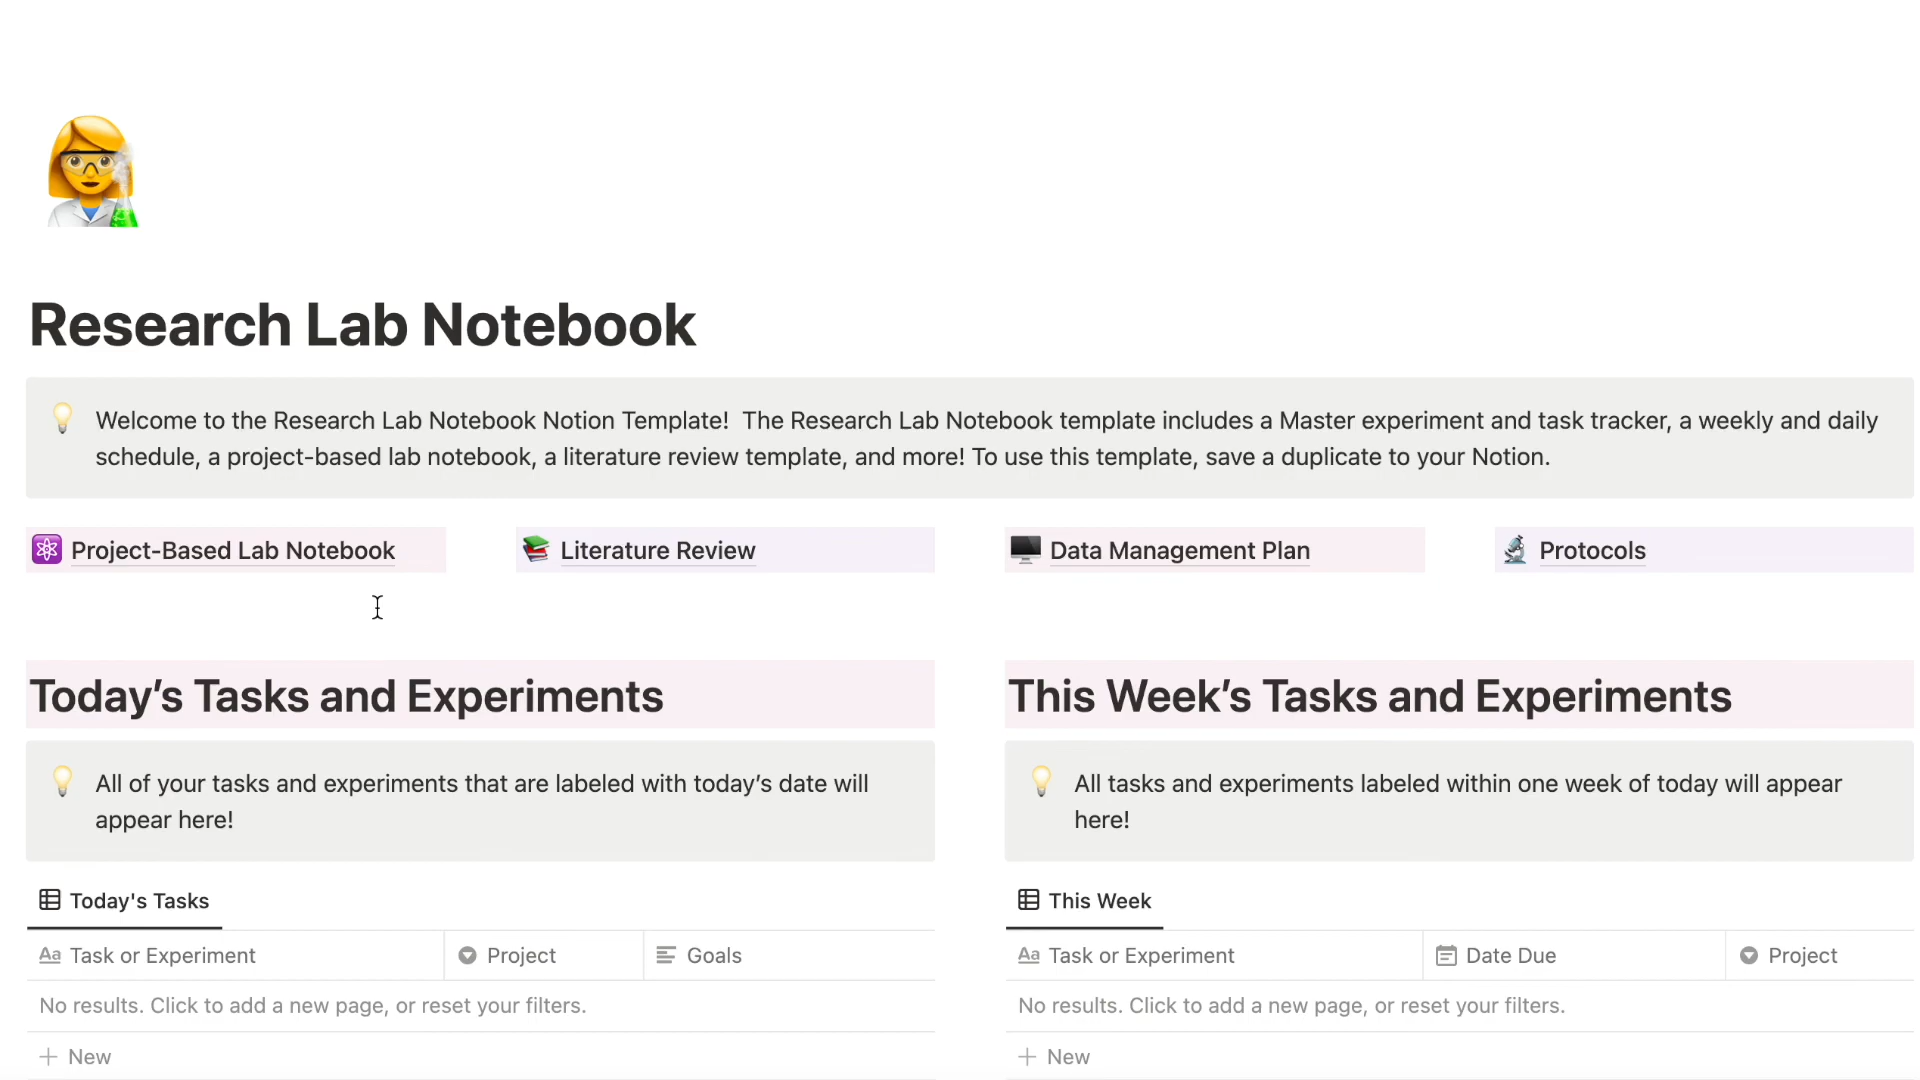 Research Lab Notebook
Welcome to the Research Lab Notebook Notion Template!  The Research Lab Notebook template includes a Master experiment and task tracker, a weekly and daily
schedule, a project-based lab notebook, a literature review template, and more! To use this template, save a duplicate to your Notion.
Project-Based Lab Notebook
Literature Review
Data Management Plan
Protocols
Today’s Tasks and Experiments
All of your tasks and experiments that are labeled with today’s date will
appear here!
Today's Tasks
Aa Task or Experiment
Project
Goals
No results. Click to add a new page, or reset your filters.
+ New
This Week’s Tasks and Experiments
All tasks and experiments labeled within one week of today will appear
here!
This Week
Aa Task or Experiment
Date Due
Project
No results. Click to add a new page, or reset your filters.
+ New